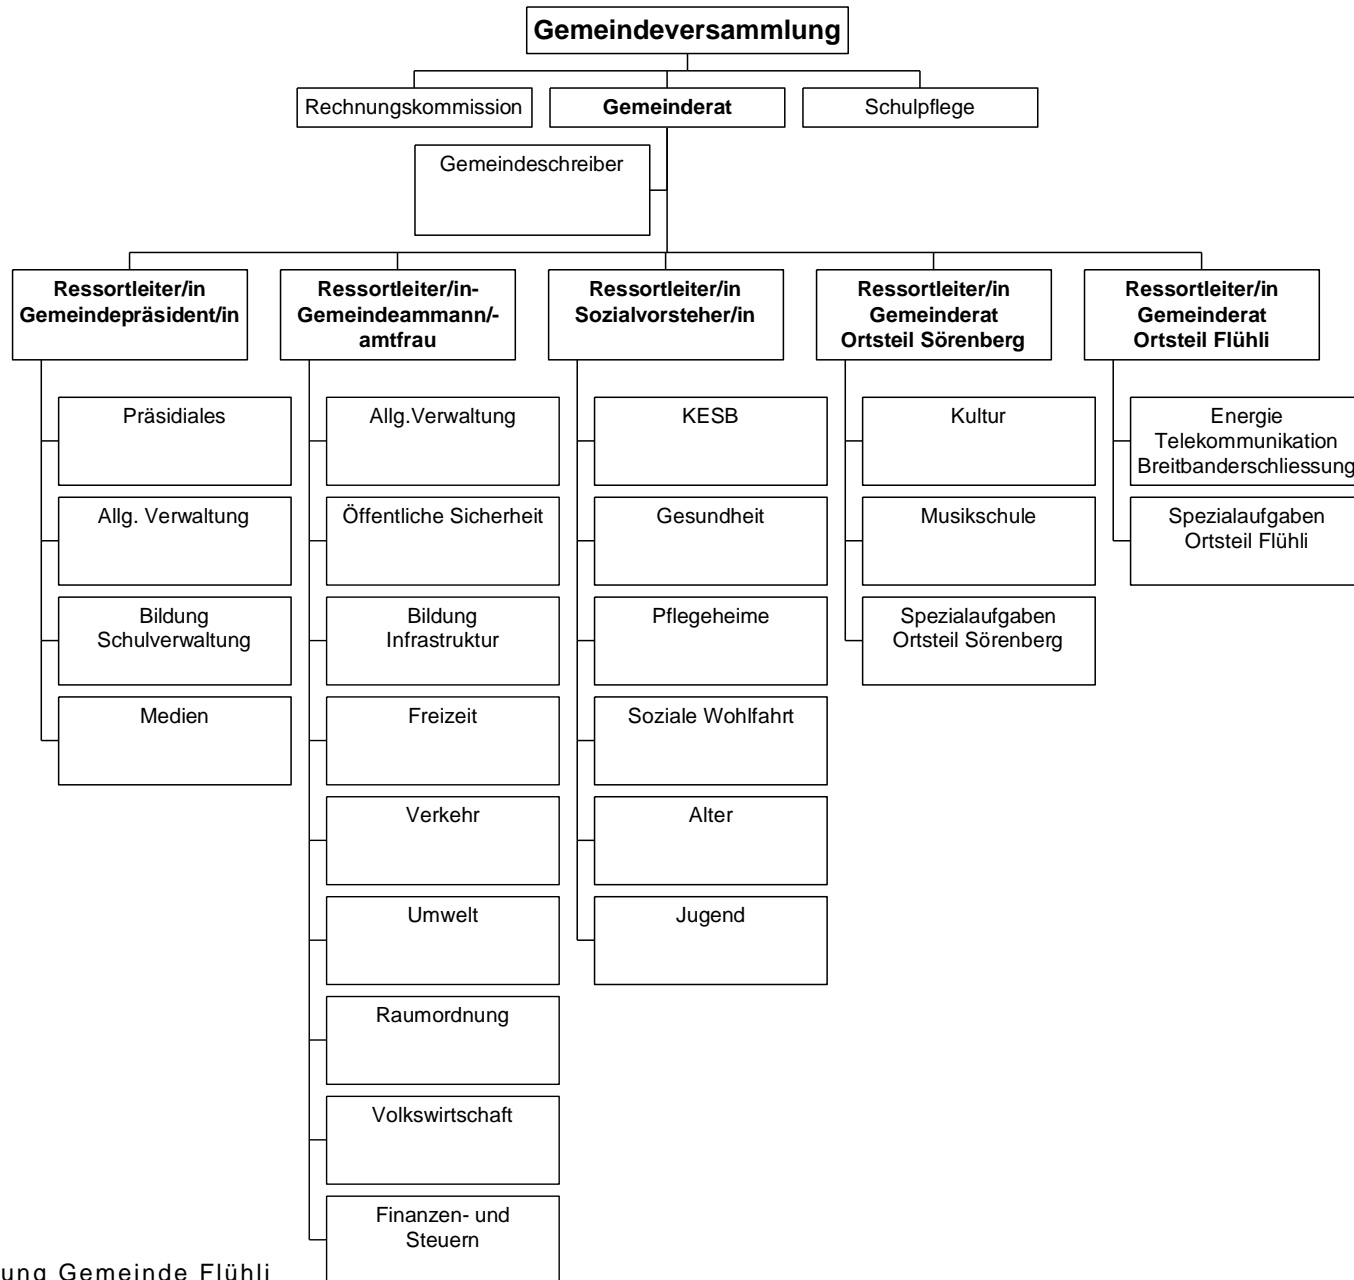 Gemeindeversammlung
Rechnungskommission
Gemeinderat
Schulpflege
Gemeindeschreiber
Ressortleiter/in
Gemeindepräsident/in
Ressortleiter/in-
Gemeindeammann/-
amtfrau
Ressortleiter/in
Sozialvorsteher/in
Ressortleiter/in
Gemeinderat
Ortsteil Sörenberg
Ressortleiter/in
Gemeinderat
Ortsteil Flühli
Präsidiales
Allg. Verwaltung
Bildung
Schulverwaltung
Medien
Allg.Verwaltung
Öffentliche Sicherheit
Bildung
Infrastruktur
Freizeit
Verkehr
Umwelt
Raumordnung
Volkswirtschaft
Finanzen- und
Steuern
KESB
Gesundheit
Pflegeheime
Soziale Wohlfahrt
Alter
Jugend
Kultur
Musikschule
Spezialaufgaben
Ortsteil Sörenberg
Energie
Telekommunikation
Breitbanderschliessung
Spezialaufgaben
Ortsteil Flühli
ung Gemeinde Flühli